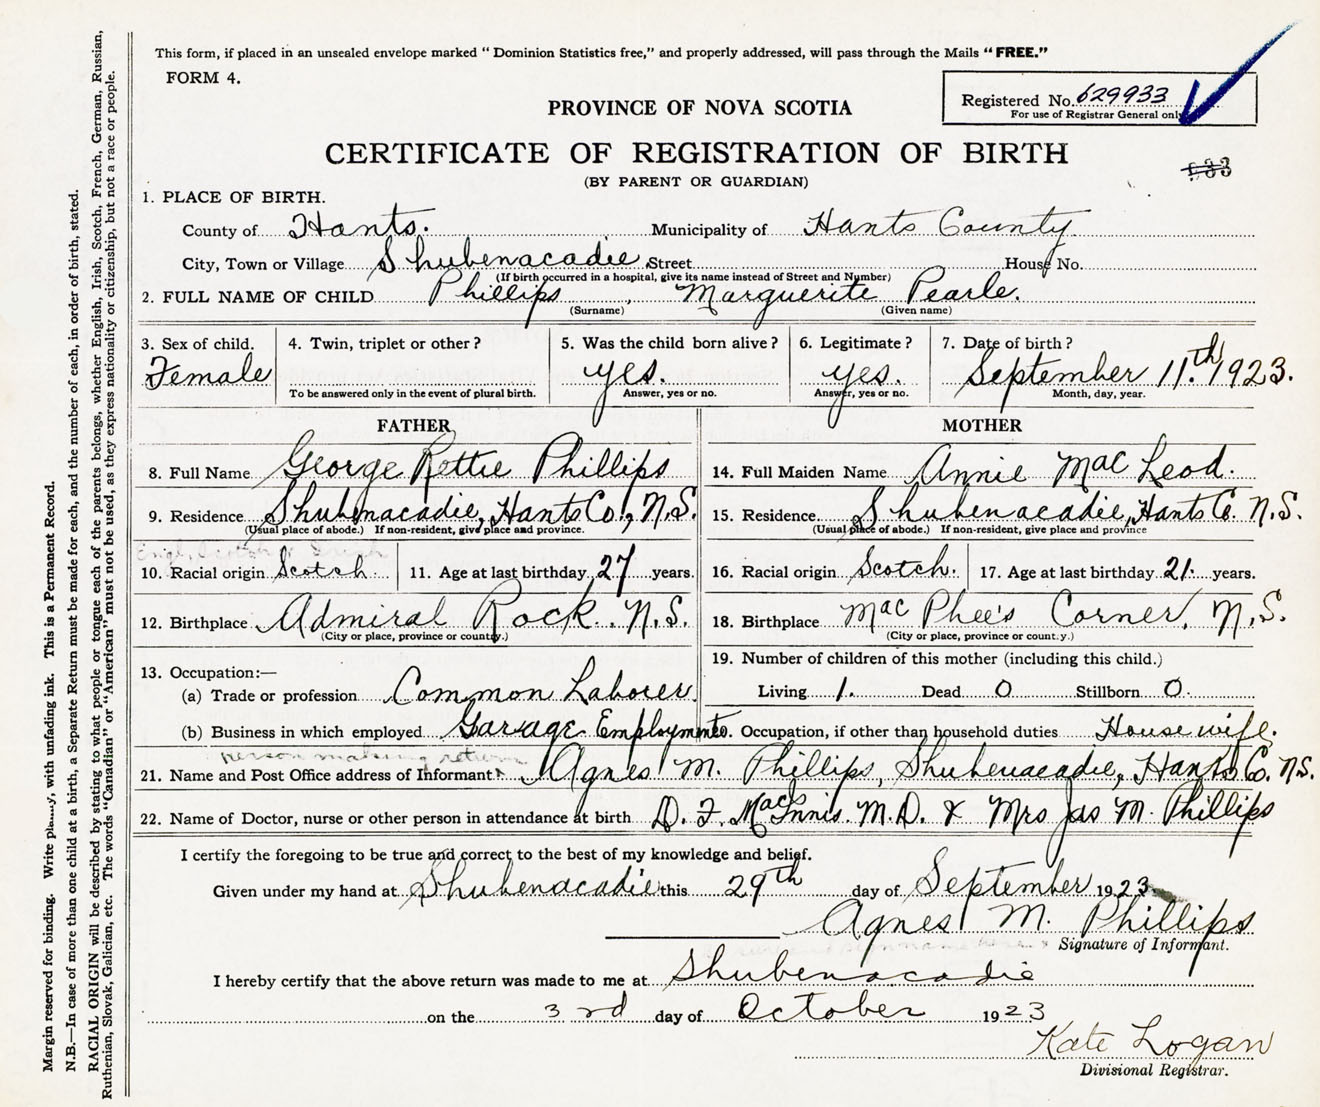 This form, if placed in an unsealed envelope marked "Dominion Statistics free," and properly addressed, will pass through the Mails "FREE."
FORM 4.
Registered No. 629933
For use of Registrar General only
PROVINCE OF NOVA SCOTIA
CERTIFICATE OF REGISTRATION OF BIRTH
(BY PARENT OR GUARDIAN)
1. PLACE OF BIRTH.
County of Hants. Municipality of Hants County
City, Town or Village Shubenacadie Street House No.
(If birth occurred in a hospital, give its name instead of Street and Number)
2. FULL NAME OF CHILD Phillips, Marguerite Pearle.
(Surname) (Given name)
3. Sex of child. 4. Twin, triplet or other? 5. Was the child born alive? 6. Legitimate? 7. Date of birth?
Female yes. yes. September 11.th 1923.
To be answered only in the event of plural birth. Answer, yes or no. Answer, yes or no. Month, day, year.
FATHER MOTHER
8. Full Name George Rettie Phillips 14. Full Maiden Name Annie MacLeod.
9. Residence Shubenacadie, Hants Co., N.S. 15. Residence Shubenacadie, Hants Co. N.S.
(Usual place of abode.) If non-resident, give place and province. (Usual place of abode.) If non-resident, give place and province
10. Racial origin Scotch. 11. Age at last birthday 27 years. 16. Racial origin Scotch. 17. Age at last birthday 21. years.
12. Birthplace Admiral Rock. N.S. 18. Birthplace MacPhee's Corner, N.S.
(City or place, province or country.) (City or place, province or count.y.)
13. Occupation:— 19. Number of children of this mother (including this child.)
(a) Trade or profession Common Laborer. Living 1. Dead 0 Stillborn 0.
(b) Business in which employed Garage Employment. 20. Occupation, if other than household duties Housewife.
person making return
21. Name and Post Office address of Informant Agnes M. Phillips, Shubenacadie, Hants Co. N.S.
22. Name of Doctor, nurse or other person in attendance at birth D. F. MacInnis. M.D. & Mrs Jas M. Phillips
I certify the foregoing to be true and correct to the best of my knowledge and belief.
Given under my hand at Shubenacadie this 29th day of September 1923
Agnes M. Phillips
Signature of Informant.
I hereby certify that the above return was made to me at Shubenacadie
on the 3rd day of October 1923
Kate Logan
Divisional Registrar.
Margin reserved for binding. Write plainly, with unfading ink. This is a Permanent Record.
N.B.—In case of more than one child at a birth, a Separate Return must be made for each, and the number of each, in order of birth, stated.
RACIAL ORIGIN will be described by stating to what people or tongue each of the parents belongs, whether English, Irish, Scotch, French, German, Russian,
Ruthenian, Slovak, Galician, etc. The words "Canadian" or "American" must not be used, as they express nationality or citizenship, but not a race or people.